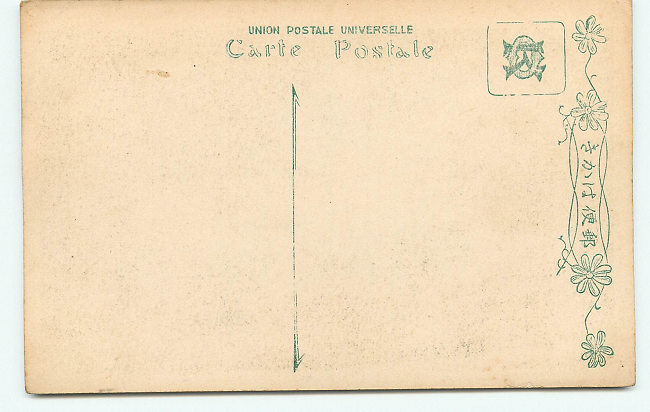 UNION POSTALE UNIVERSELLE
Carte Postale
郵便はかき